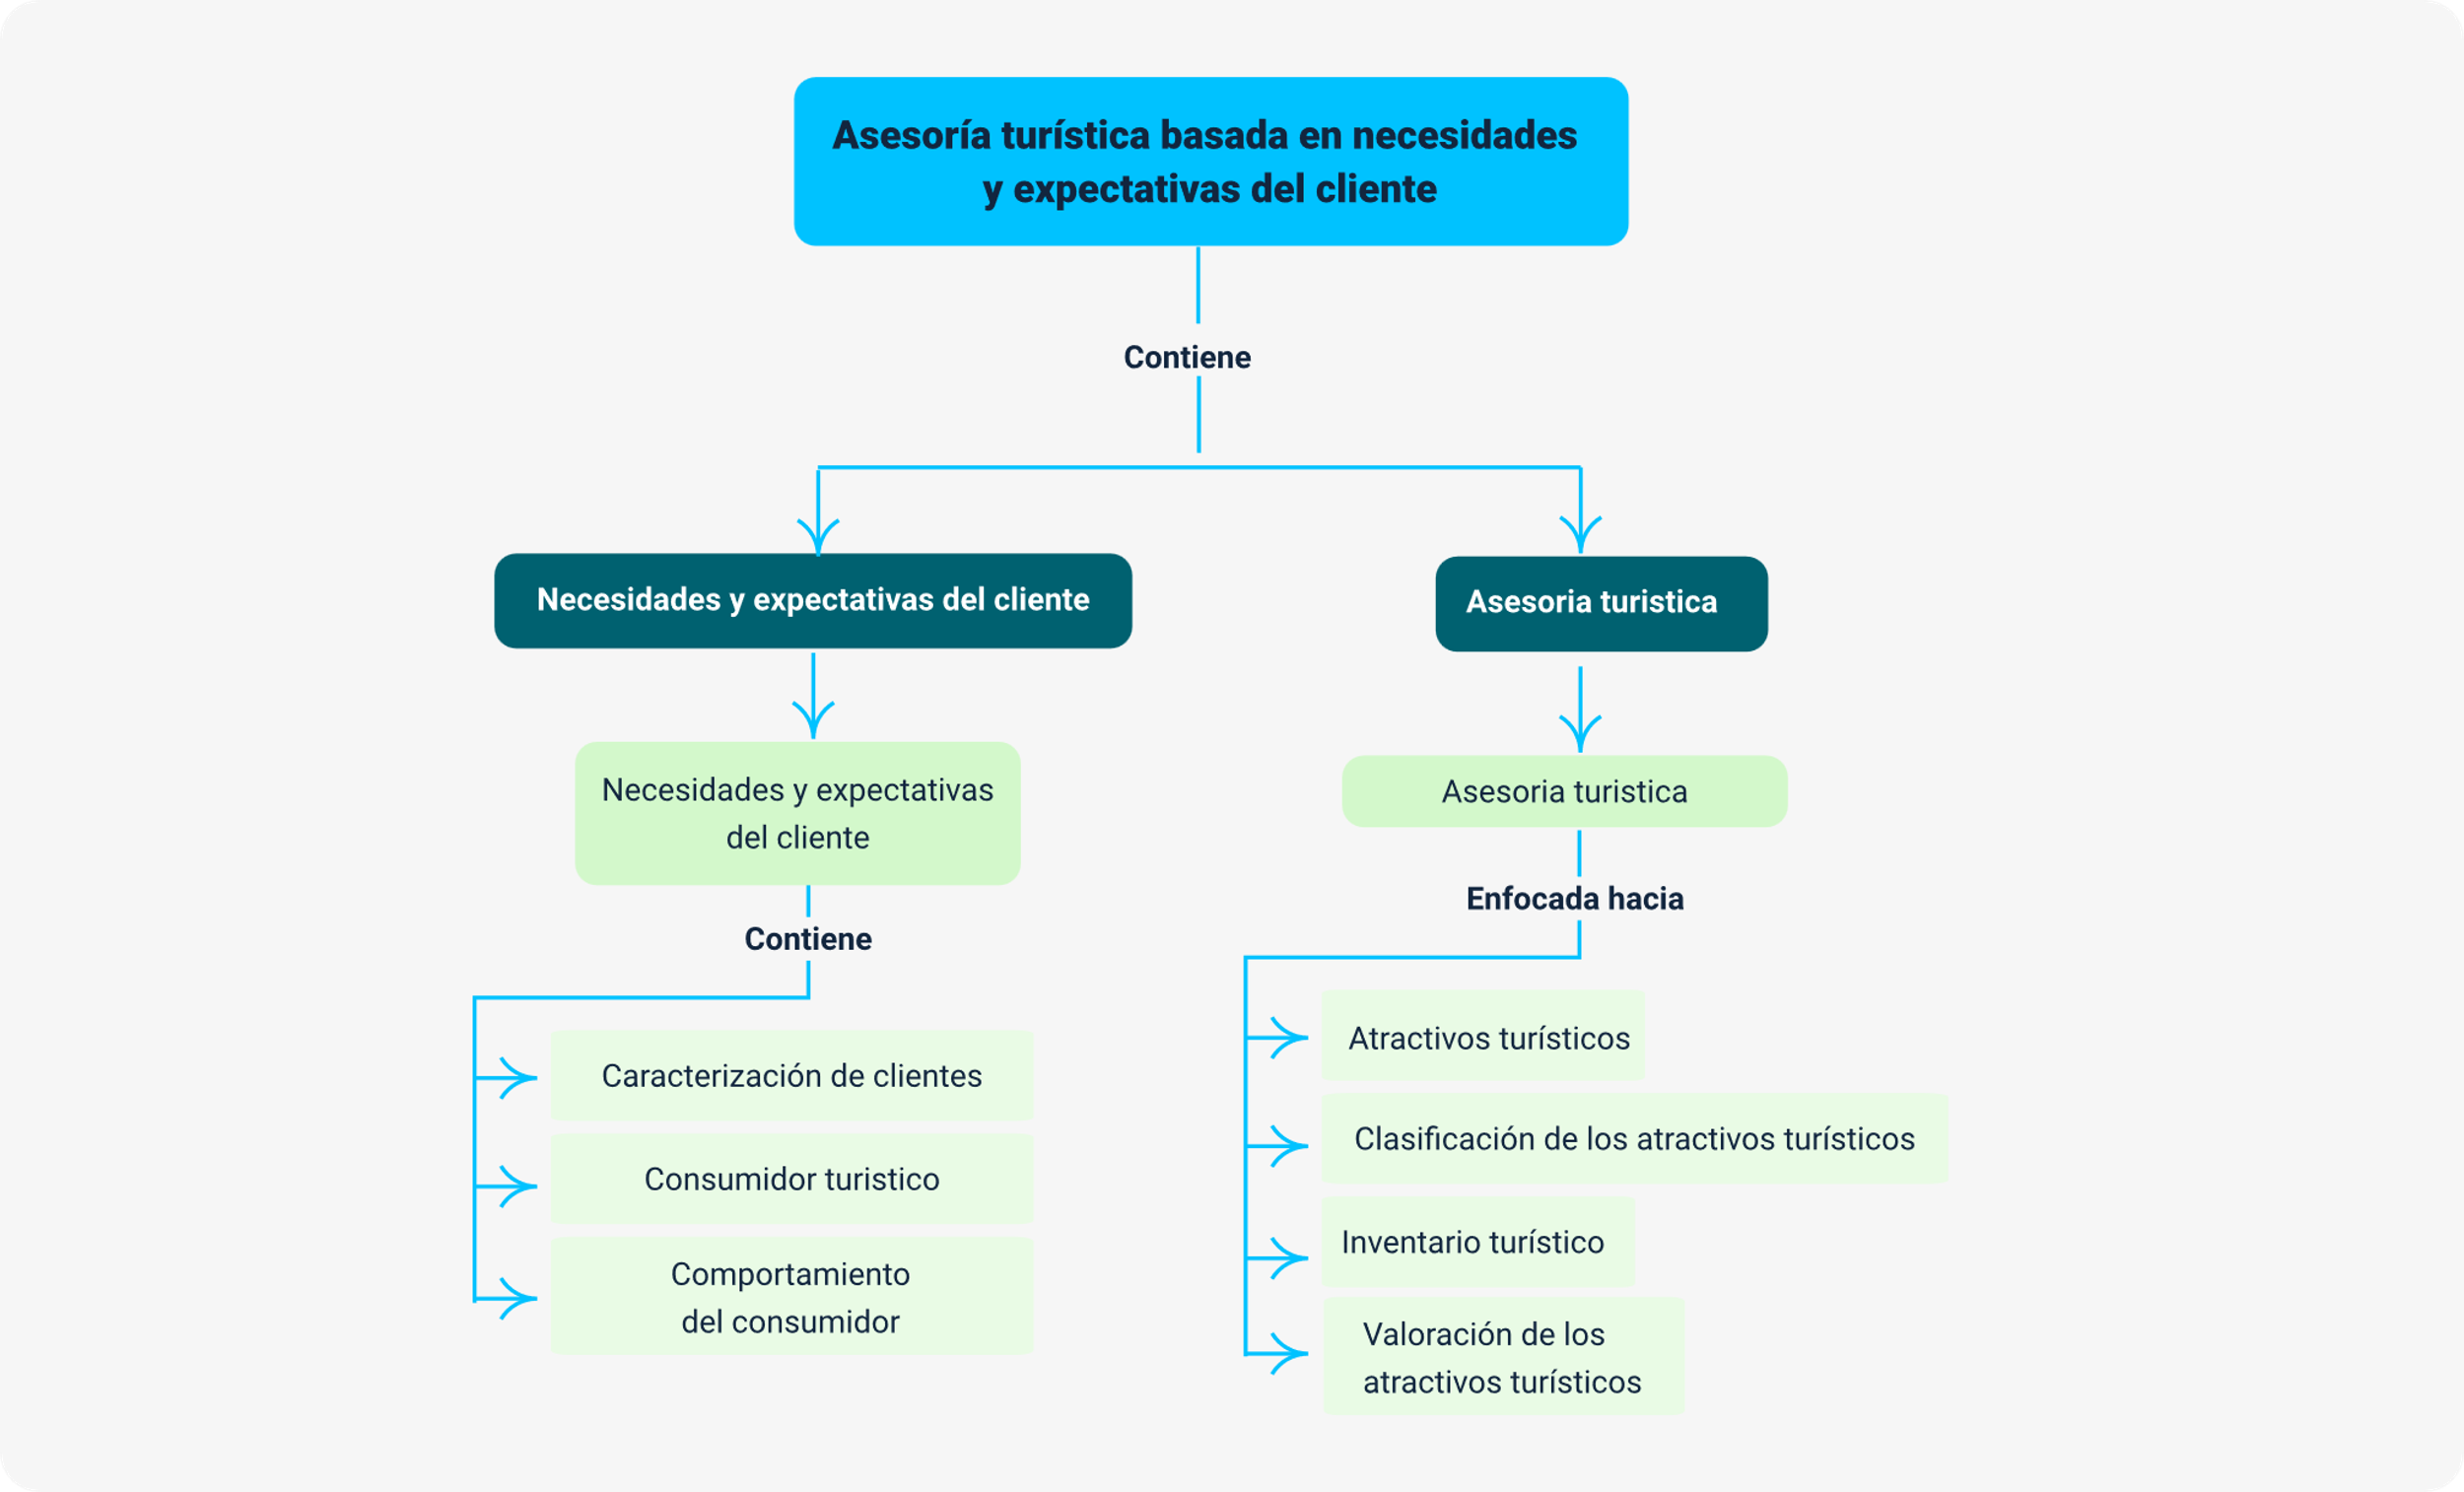 Asesoría turística basada en necesidades
y expectativas del cliente
Contiene
Necesidades y expectativas del cliente
Asesoria turistica
Necesidades y expectativas
del cliente
Asesoria turistica
Contiene
Enfocada hacia
Caracterización de clientes
Consumidor turistico
Comportamiento
del consumidor
Atractivos turísticos
Clasificación de los atractivos turísticos
Inventario turístico
Valoración de los
atractivos turísticos